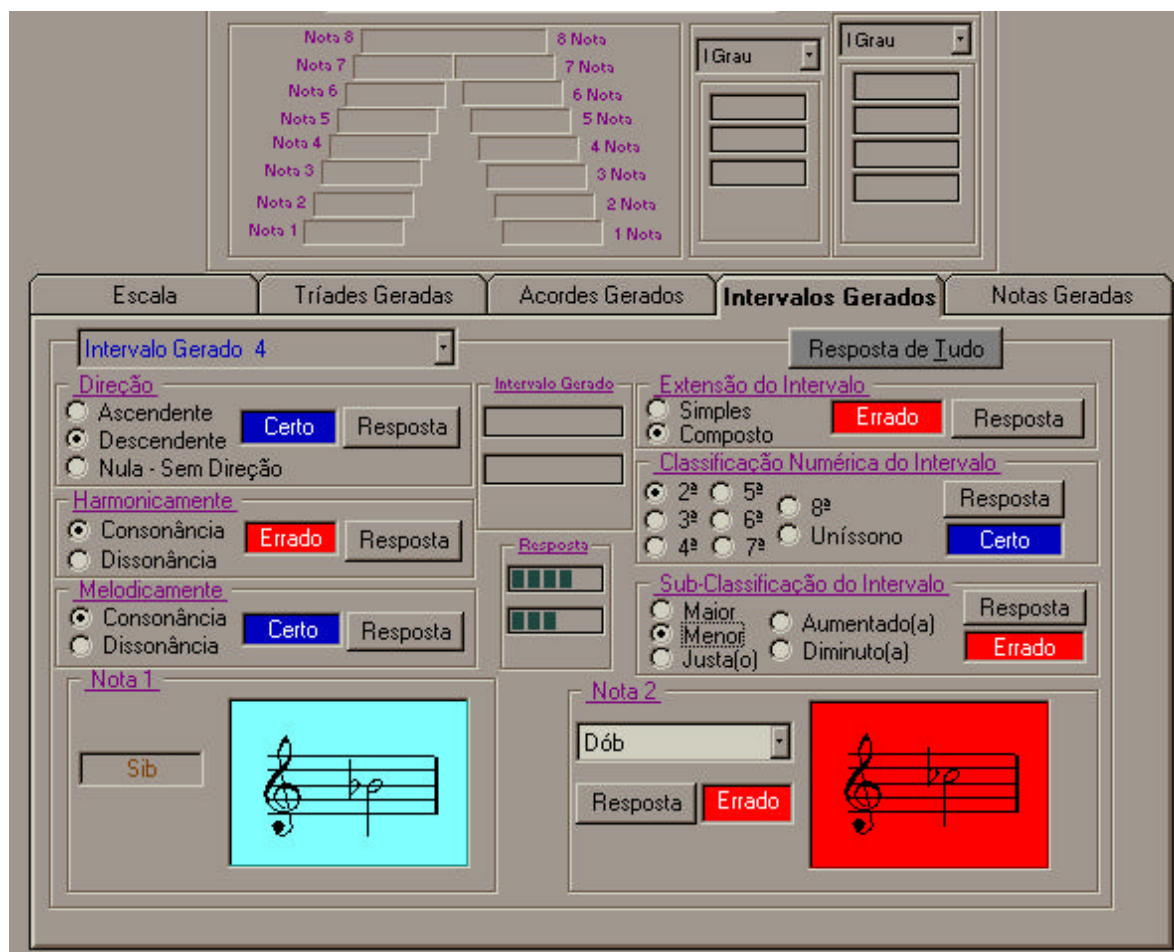 Nota 8 8 Nota
Nota 7 7 Nota
Nota 6 6 Nota
Nota 5 5 Nota
Nota 4 4 Nota
Nota 3 3 Nota
Nota 2 2 Nota
Nota 1 1 Nota
I Grau
I Grau
Escala Tríades Geradas Acordes Gerados Intervalos Gerados Notas Geradas
Intervalo Gerado 4
Resposta de Tudo
Direção
Ascendente
Descendente
Nula - Sem Direção
Certo Resposta
Harmonicamente
Consonância
Dissonância
Errado Resposta
Melodicamente
Consonância
Dissonância
Certo Resposta
Intervalo Gerado
Resposta
Extensão do Intervalo
Simples
Composto
Errado Resposta
Classificação Numérica do Intervalo
2ª 5ª 8ª
3ª 6ª Uníssono
4ª 7ª
Resposta
Certo
Sub-Classificação do Intervalo
Maior
Menor
Justa(o)
Aumentado(a)
Diminuto(a)
Resposta
Errado
Nota 1
Sib
Nota 2
Dób
Resposta Errado